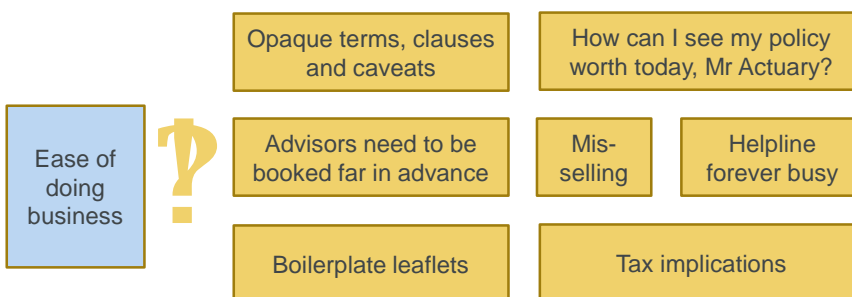 Opaque terms, clauses
and caveats
How can I see my policy
worth today, Mr Actuary?
Ease of
doing
business
‽
Advisors need to be
booked far in advance
Mis-
selling
Helpline
forever busy
Boilerplate leaflets
Tax implications